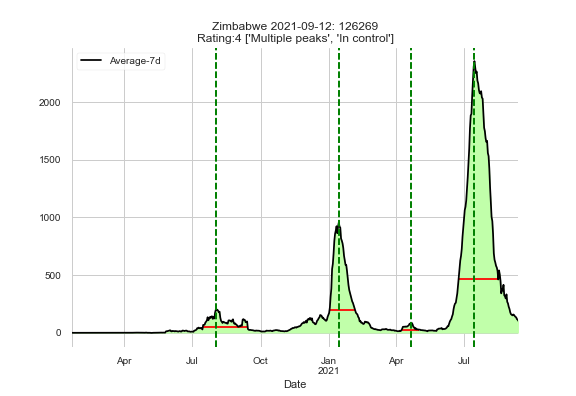 Zimbabwe 2021-09-12: 126269
Rating:4 ['Multiple peaks', 'In control']
Average-7d
2000
1500
1000
500
0
Apr Jul Oct Jan Apr Jul
2021
Date